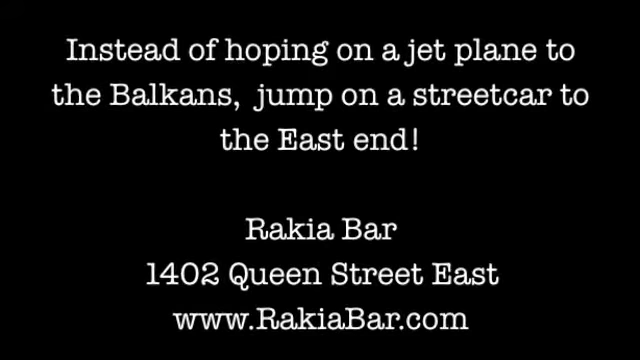 Instead of hoping on a jet plane to
the Balkans, jump on a streetcar to
the East end!
Rakia Bar
1402 Queen Street East
www.RakiaBar.com